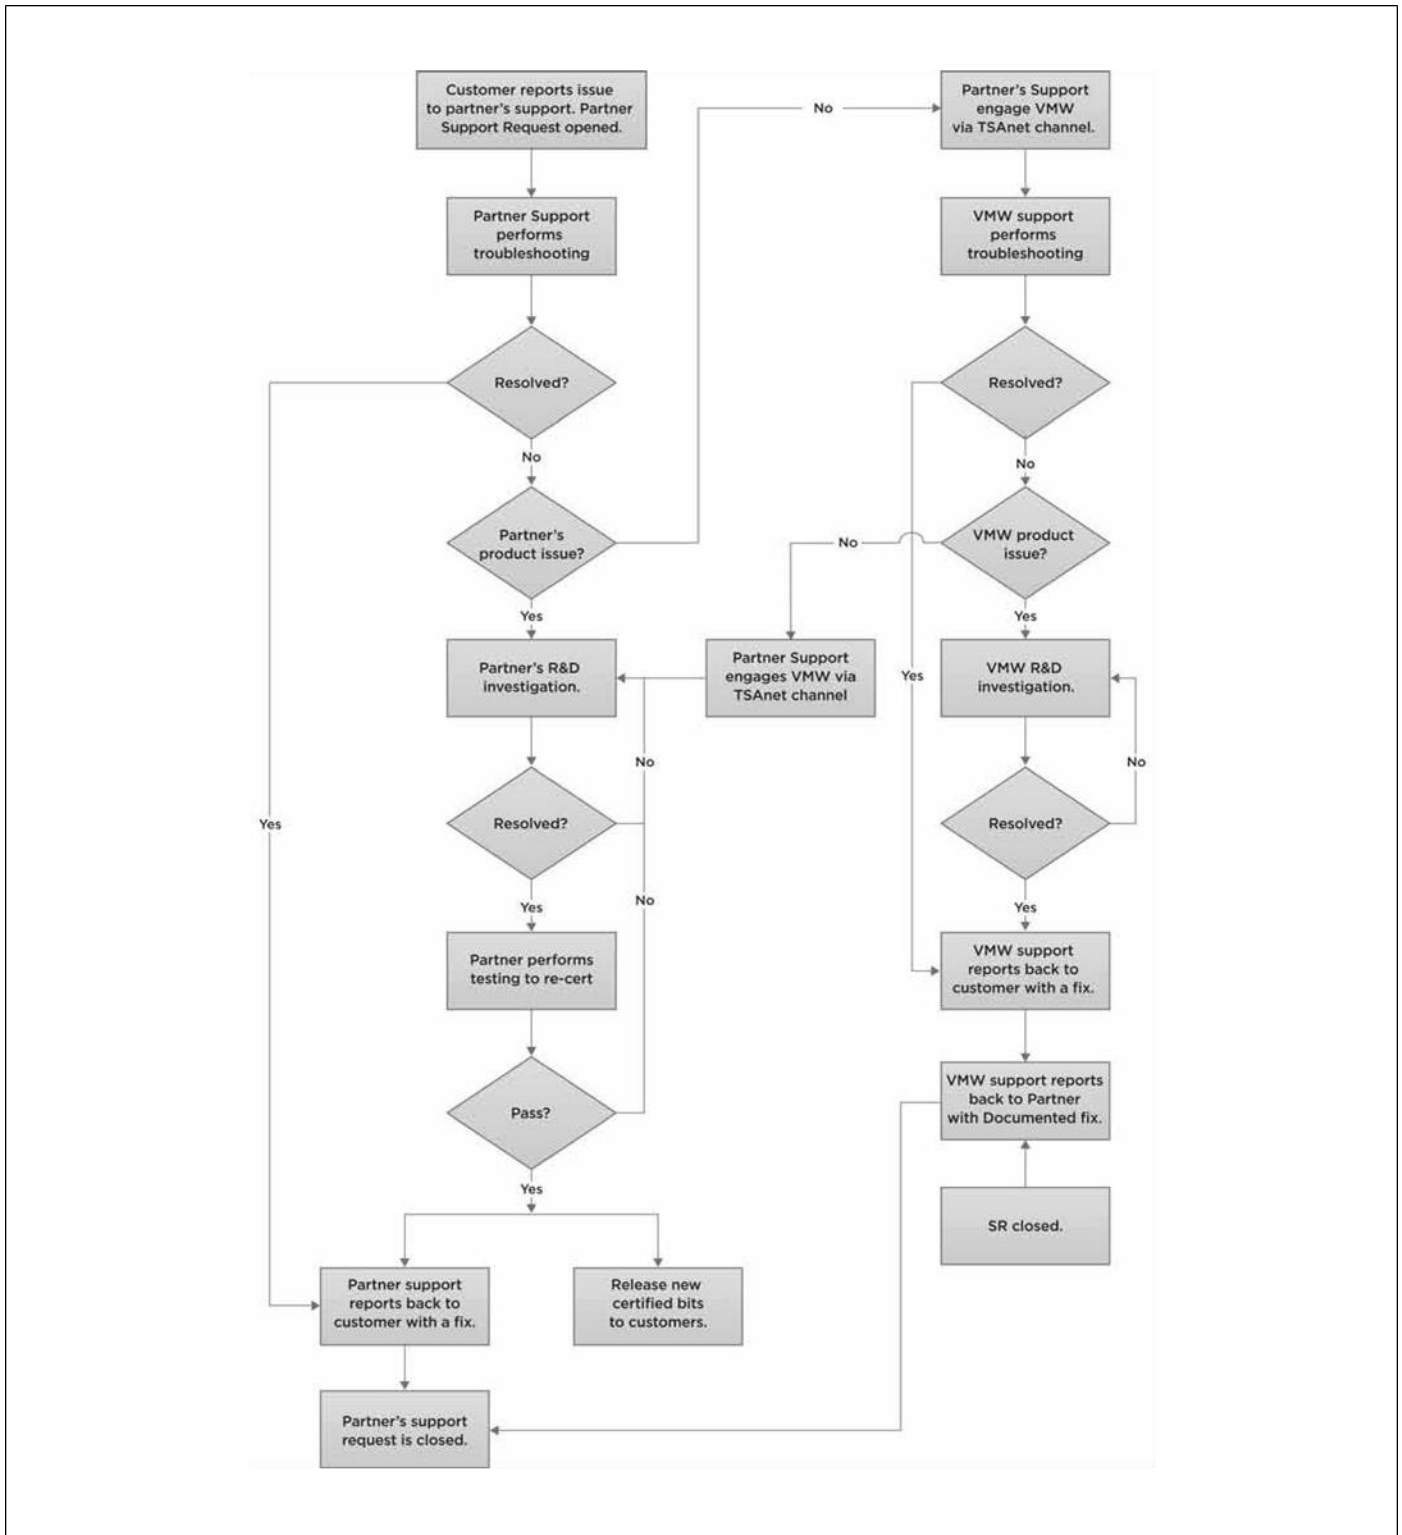 Customer reports issue
to partner's support. Partner
Support Request opened.
No
Partner's Support
engage VMW
via TSAnet channel.
Partner Support
performs
troubleshooting
VMW support
performs
troubleshooting
Resolved?
Resolved?
No
No
Partner's
product issue?
No
VMW product
issue?
Yes
Yes
Partner's R&D
investigation.
Partner Support
engages VMW via
TSAnet channel
Yes
VMW R&D
investigation.
No
No
Yes
Resolved?
Resolved?
No
Yes
Yes
Partner performs
testing to re-cert
VMW support
reports back to
customer with a fix.
Pass?
VMW support reports
back to Partner
with Documented fix.
Yes
SR closed.
Partner support
reports back to
customer with a fix.
Release new
certified bits
to customers.
Partner's support
request is closed.